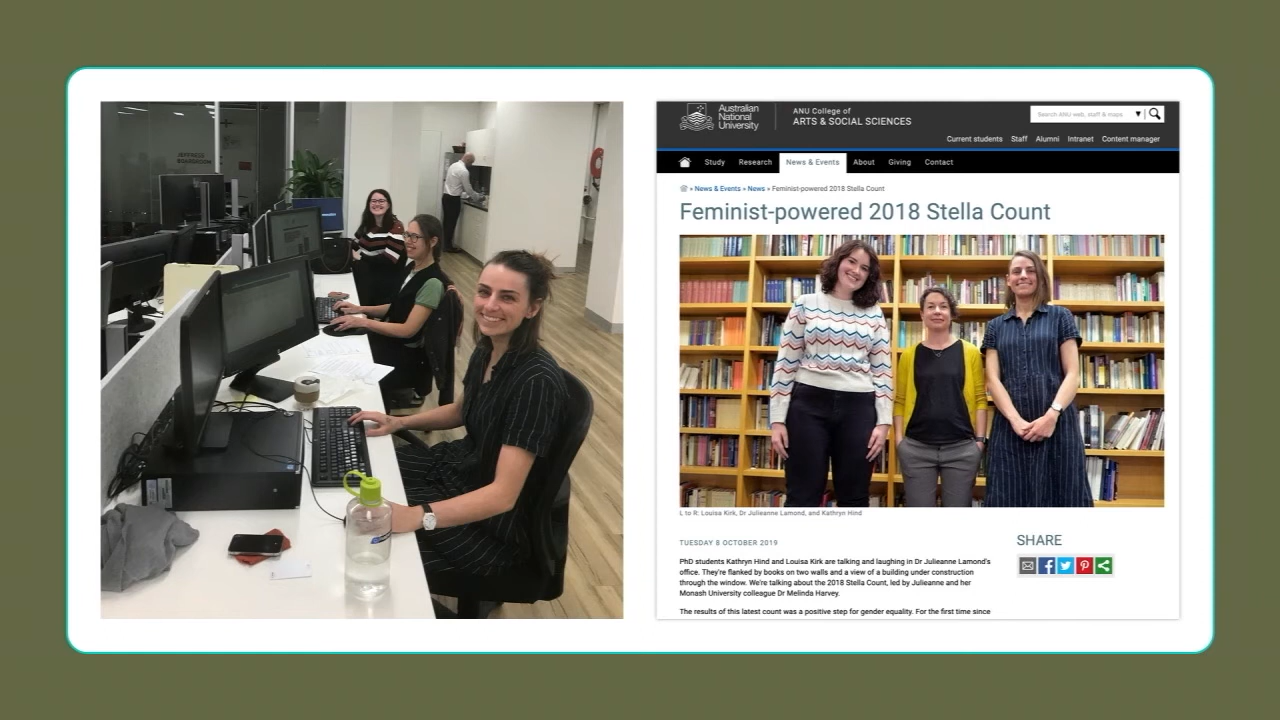 JEFFRESS
BOARDROOM
Australian
National
University
ANU College of
ARTS & SOCIAL SCIENCES
Search ANU web, staff & maps
Current students Staff Alumni Intranet Content manager
Study Research News & Events About Giving Contact
» News & Events » News » Feminist-powered 2018 Stella Count
Feminist-powered 2018 Stella Count
L to R: Louisa Kirk, Dr Julieanne Lamond, and Kathryn Hind
TUESDAY 8 OCTOBER 2019
SHARE
PhD students Kathryn Hind and Louisa Kirk are talking and laughing in Dr Julieanne Lamond's
office. They're flanked by books on two walls and a view of a building under construction
through the window. We're talking about the 2018 Stella Count, led by Julieanne and her
Monash University colleague Dr Melinda Harvey.
The results of this latest count was a positive step for gender equality. For the first time since